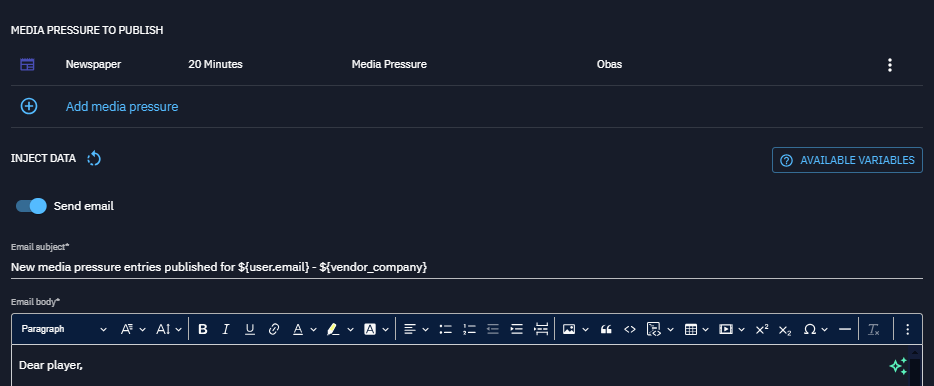 MEDIA PRESSURE TO PUBLISH
Newspaper 20 Minutes Media Pressure Obas
Add media pressure
INJECT DATA AVAILABLE VARIABLES
Send email
Email subject*
New media pressure entries published for ${user.email} - ${vendor_company}
Email body*
Paragraph
Dear player,